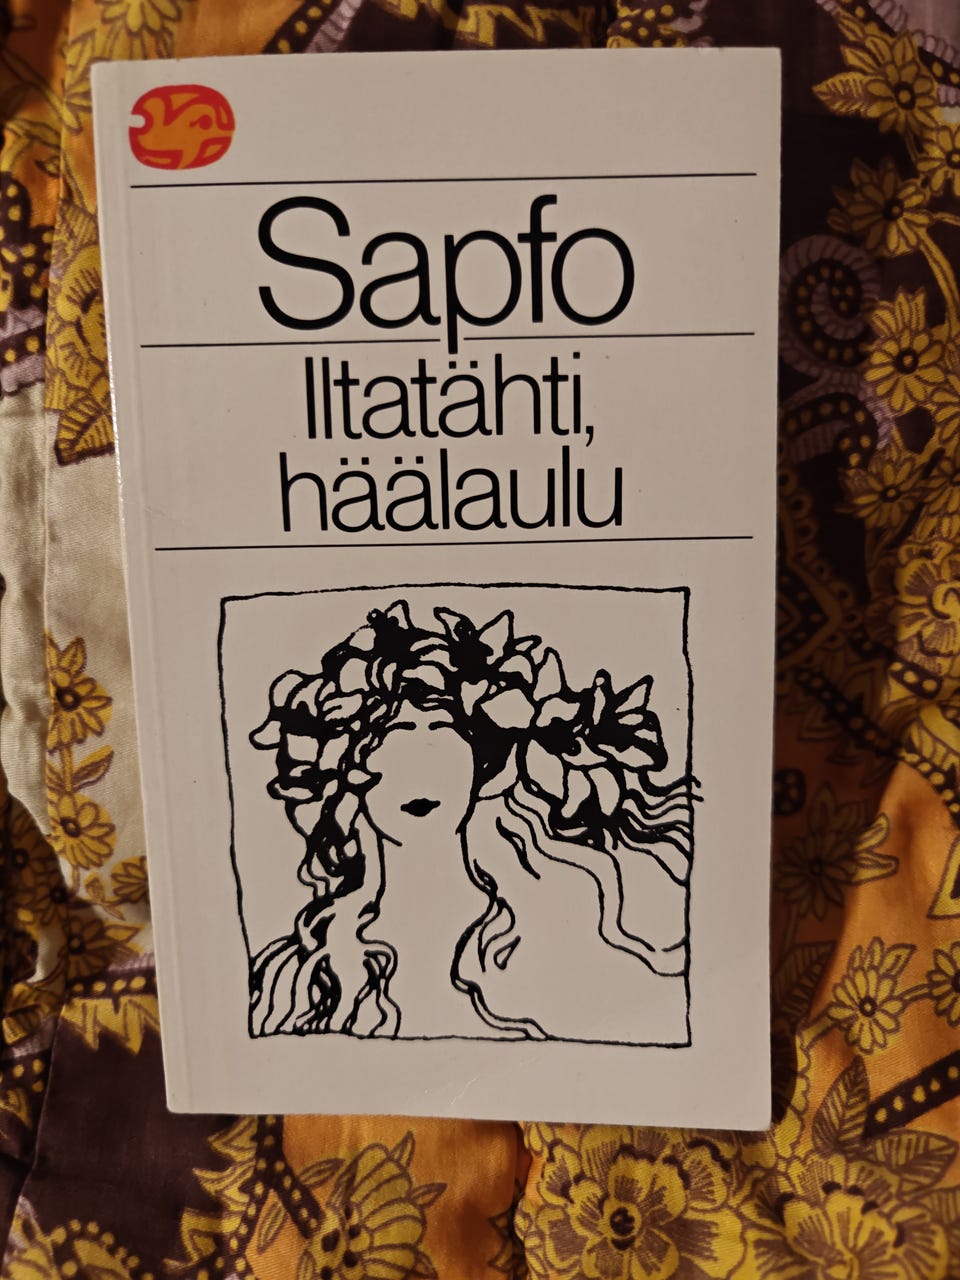 Sapfo
Iltatähti,
häälaulu